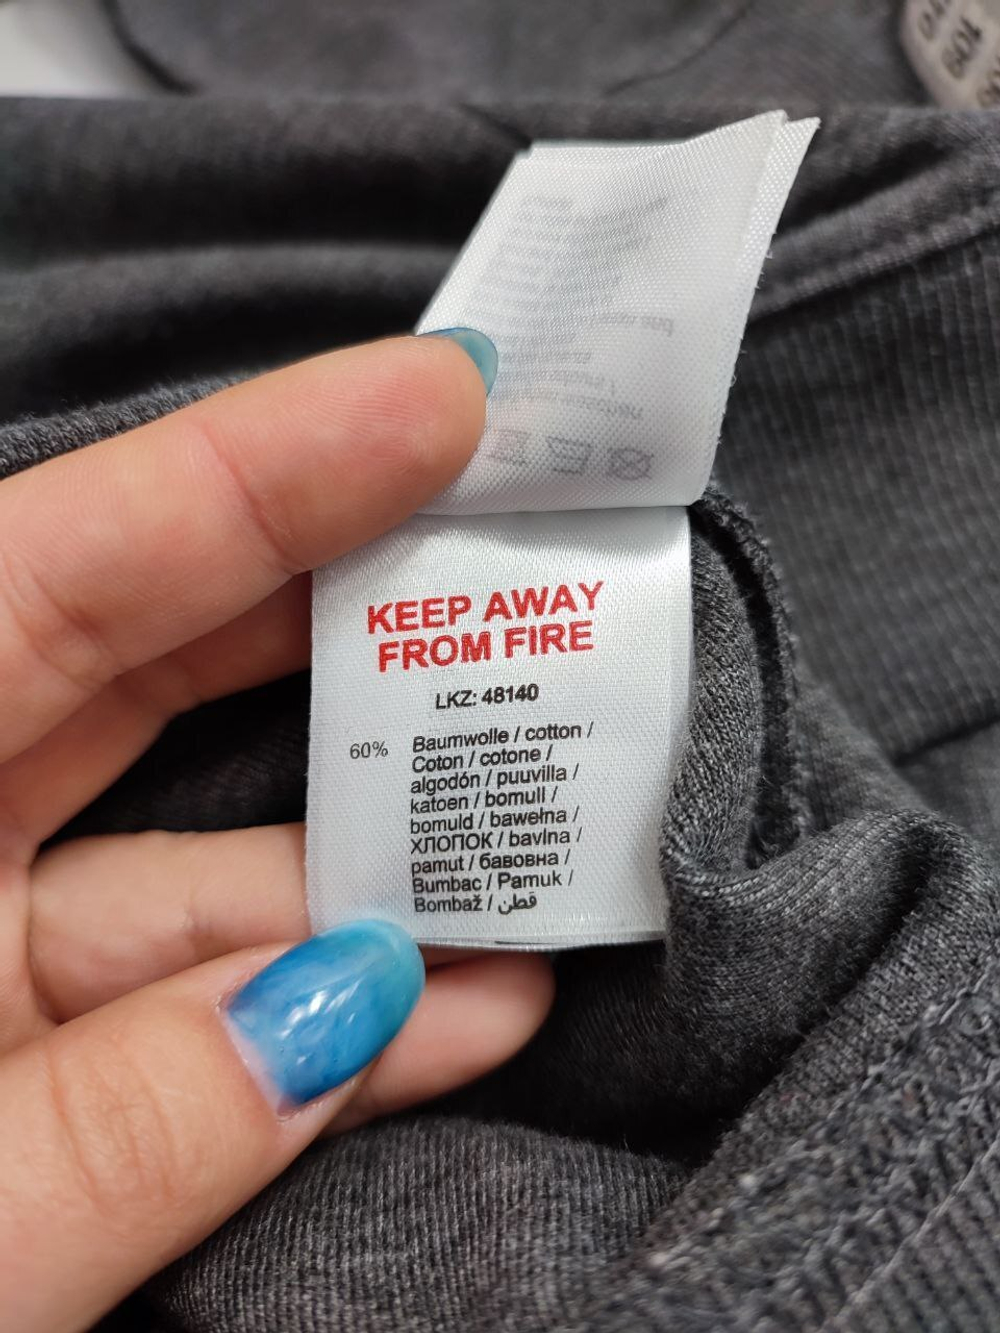 KEEP AWAY
FROM FIRE
LKZ: 48140
60% Baumwolle / cotton /
Coton / cotone /
algodón / puuvilla /
katoen / bomull /
bomuld / bawełna /
ХЛОПОК / bavlna /
pamut / бавовна /
Bumbac / Pamuk /
Bombaž / قطن